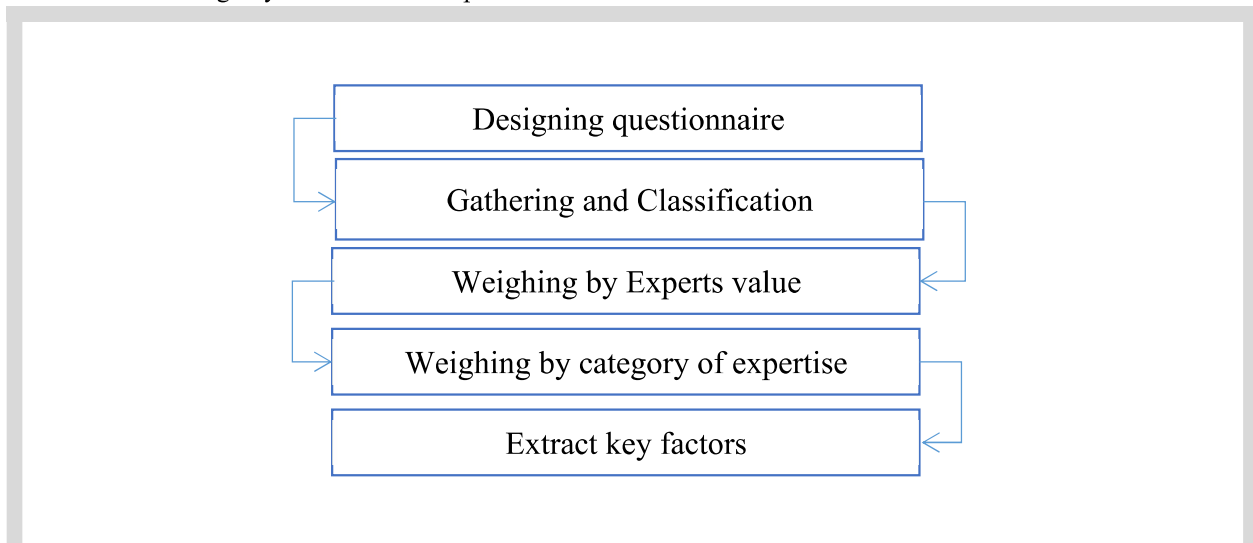 Designing questionnaire
Gathering and Classification
Weighing by Experts value
Weighing by category of expertise
Extract key factors